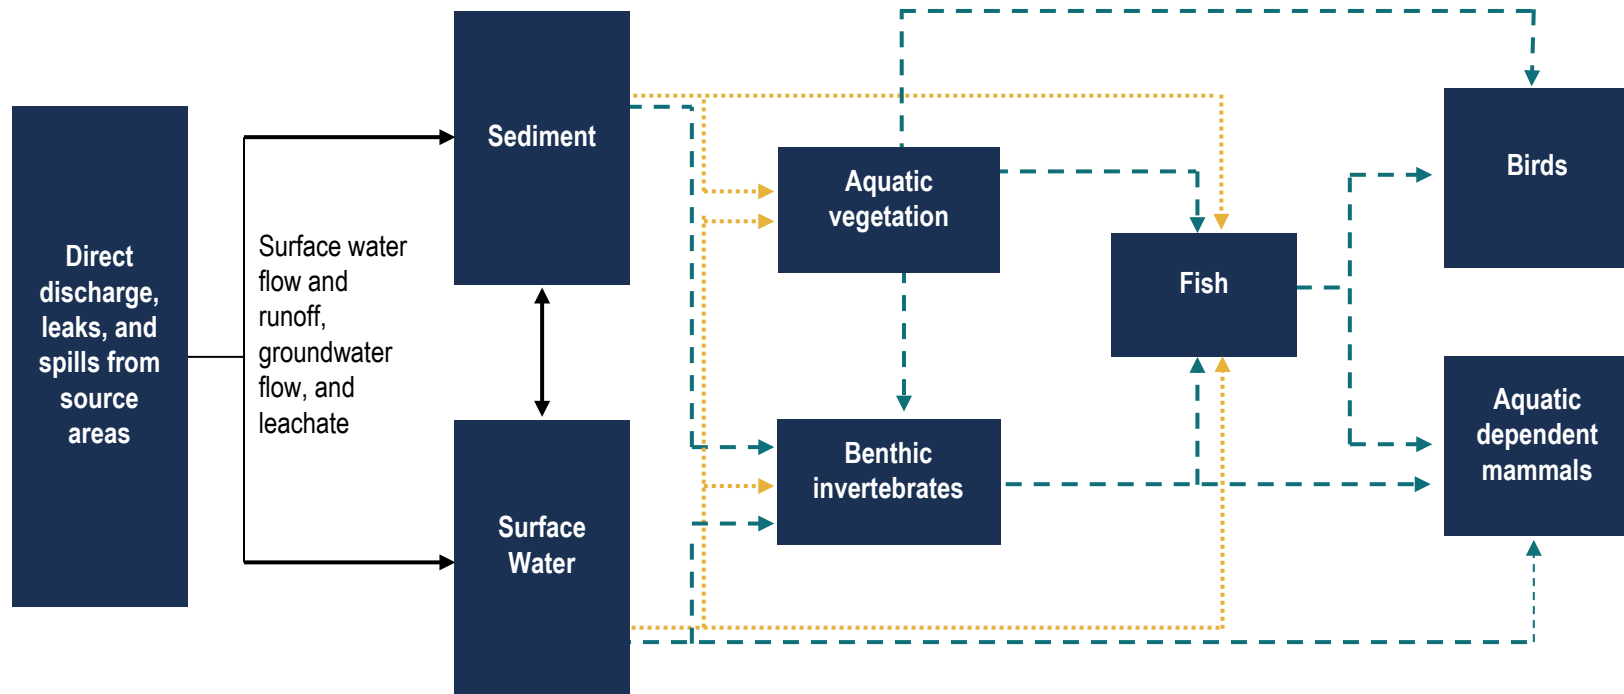 Direct
discharge,
leaks, and
spills from
source
areas
Surface water
flow and
runoff,
groundwater
flow, and
leachate
Sediment
Surface
Water
Aquatic
vegetation
Benthic
invertebrates
Fish
Birds
Aquatic
dependent
mammals